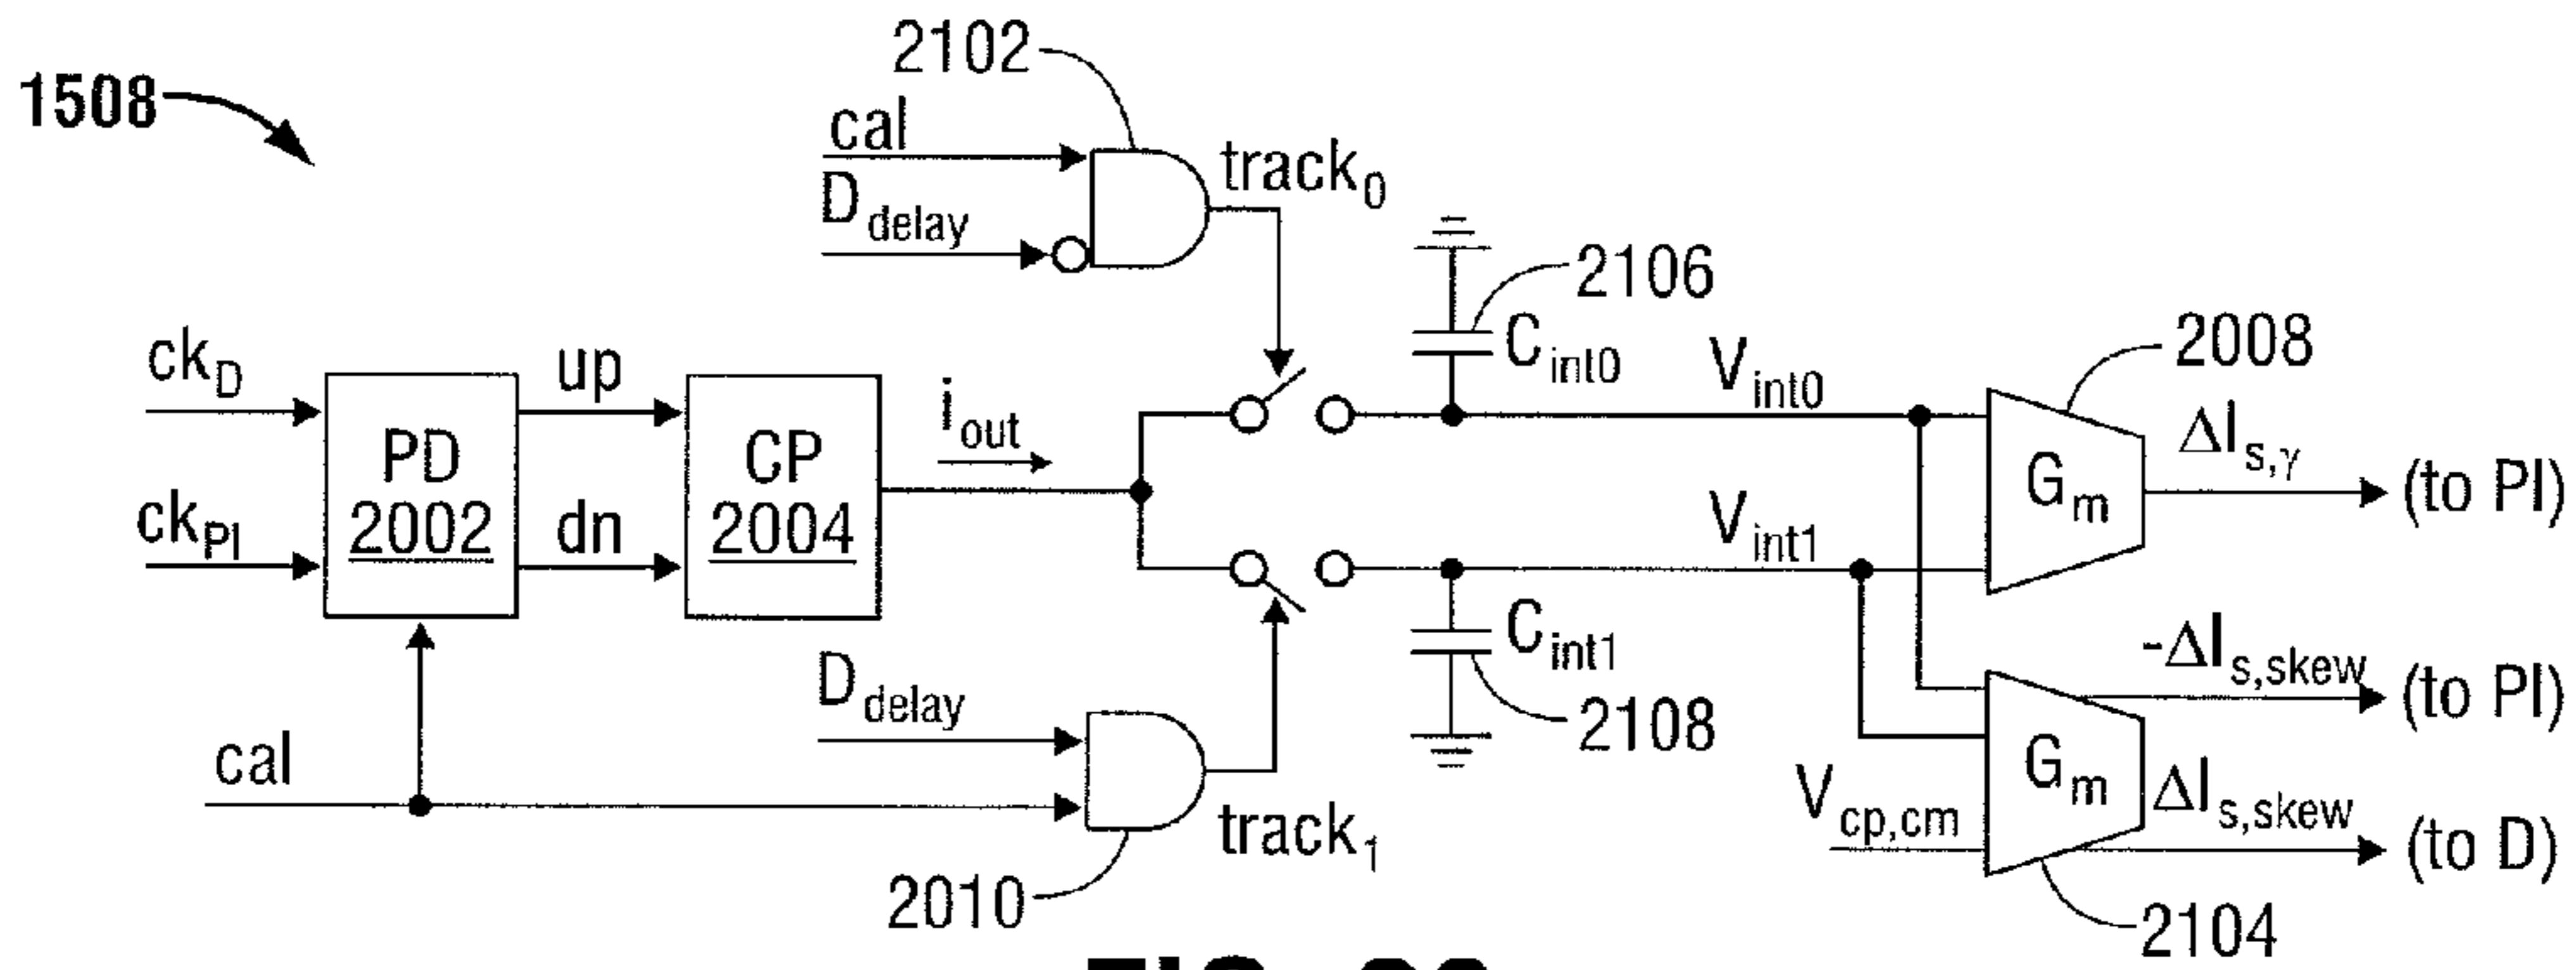 2102
1508
cal
track0
Ddelay
2106
Cint0
ckD
up
Vint0
2008
iout
ΔIs,γ
PD
2002
CP
2004
Gm
(to PI)
ckPI
dn
Vint1
Cint1
-ΔIs,skew
(to PI)
Ddelay
2108
cal
Gm
Vcp,cm
ΔIs,skew
track1
(to D)
2010
2104